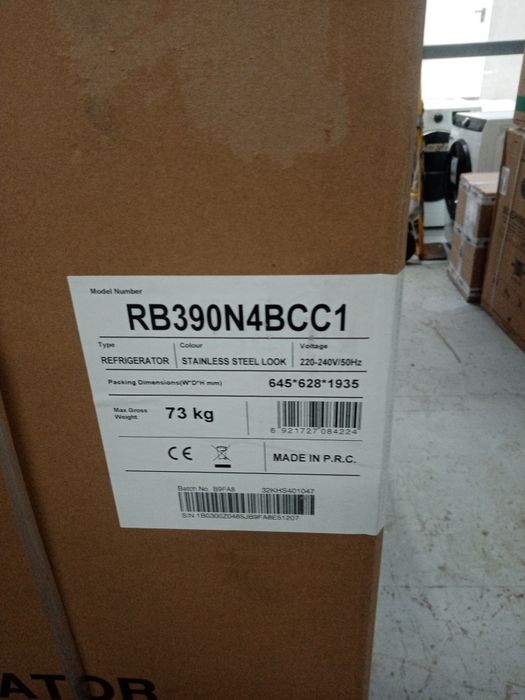 Model Number
RB390N4BCC1
Type Colour Voltage
REFRIGERATOR STAINLESS STEEL LOOK 220-240V/50Hz
Packing Dimensions(W*D*H mm) 645*628*1935
Max Gross Weight 73 kg
6 921727 084224
CE MADE IN P.R.C.
Batch No. B9FA8 32KHS401047
S/N 1B0300Z0465JB9FA8E51207
ATOR